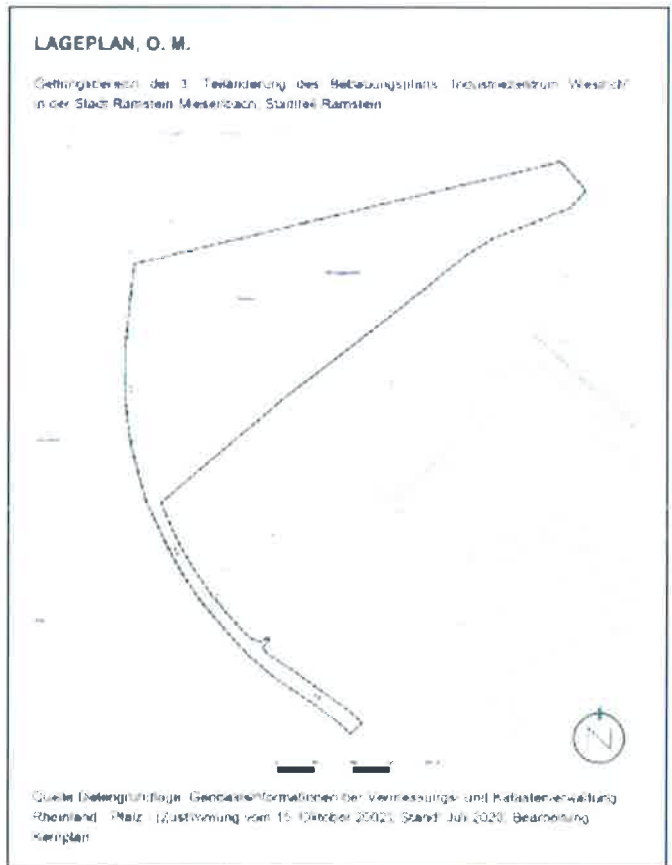 LAGEPLAN, O. M.
Geltungsbereich der 3. Teiländerung des Bebauungsplans "Industriezentrum Westrich"
in der Stadt Ramstein-Miesenbach, Stadtteil Ramstein
N
Quelle Datengrundlage: Geobasisinformationen der Vermessungs- und Katasterverwaltung
Rheinland-Pfalz - (Zustimmung vom 15. Oktober 2002), Stand: Juli 2020, Bearbeitung:
Kernplan